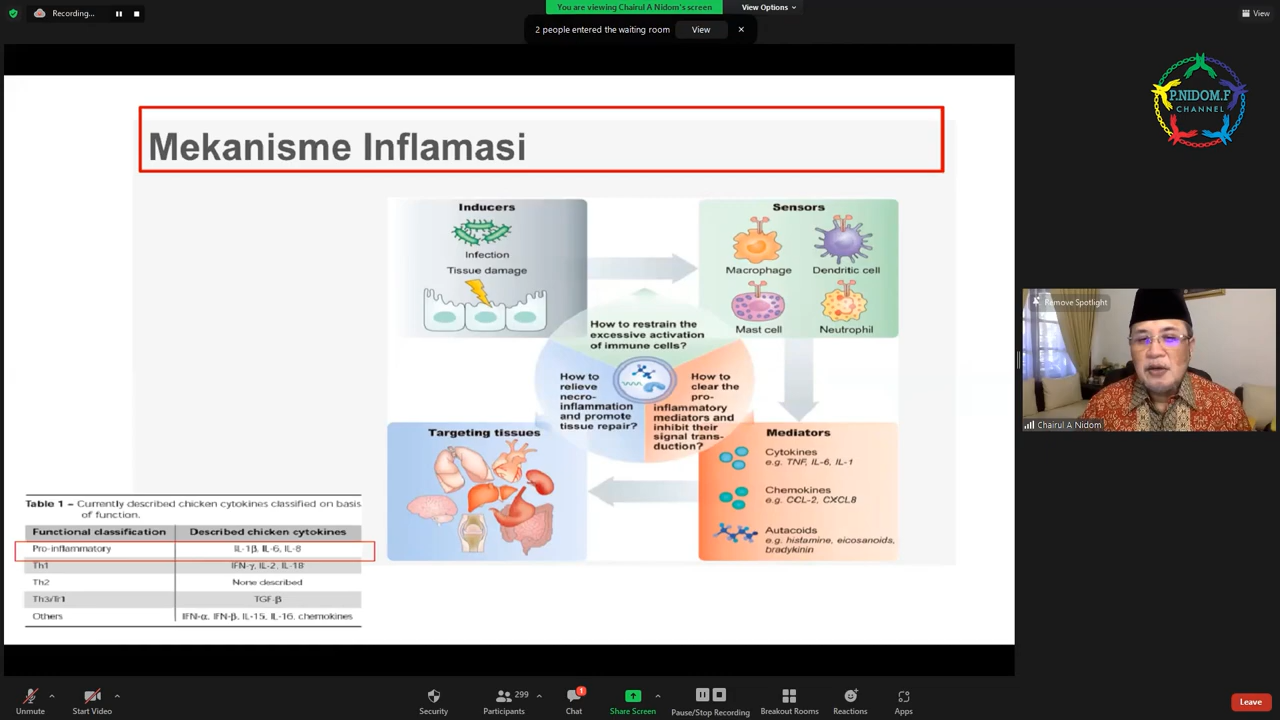 Recording...
You are viewing Chairul A Nidom's screen
View Options
View
2 people entered the waiting room
View
Mekanisme Inflamasi
Inducers
Infection
Tissue damage
Sensors
Macrophage
Dendritic cell
Mast cell
Neutrophil
How to restrain the
excessive activation
of immune cells?
How to
relieve
necro-
inflammation
and promote
tissue repair?
How to
clear the
pro-
inflammatory
mediators and
inhibit their
signal trans-
duction?
Targeting tissues
Mediators
Cytokines
e.g. TNF, IL-6, IL-1
Chemokines
e.g. CCL-2, CXCL8
Autacoids
e.g. histamine, eicosanoids,
bradykinin
Table 1 – Currently described chicken cytokines classified on basis
of function.
Functional classification Described chicken cytokines
Pro-inflammatory IL-1β, IL-6, IL-8
Th1 IFN-γ, IL-2, IL-18
Th2 None described
Th3/Tr1 TGF-β
Others IFN-α, IFN-β, IL-15, IL-16, chemokines
P.NIDOM.F
CHANNEL
Remove Spotlight
Chairul A Nidom
Unmute
Start Video
Security
299
Participants
1
Chat
Share Screen
Pause/Stop Recording
Breakout Rooms
Reactions
Apps
Leave